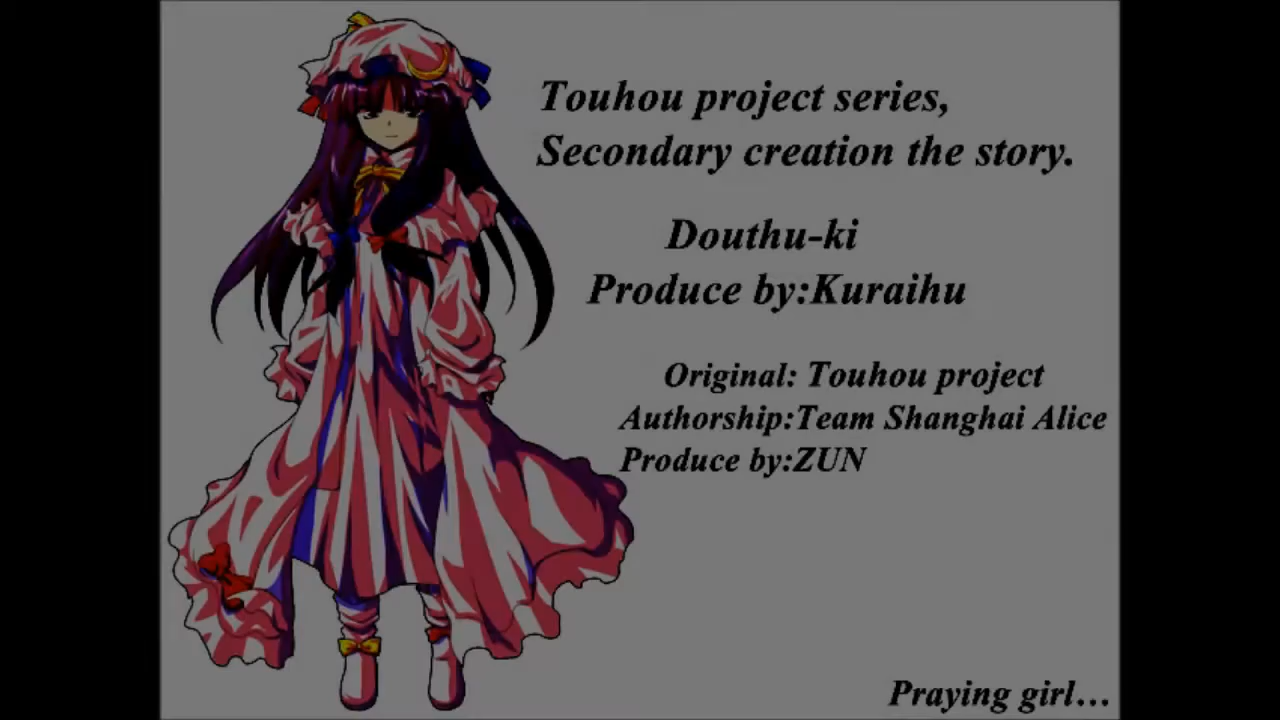 Touhou project series,
Secondary creation the story.
Douthu-ki
Produce by:Kuraihu
Original: Touhou project
Authorship:Team Shanghai Alice
Produce by:ZUN
Praying girl...